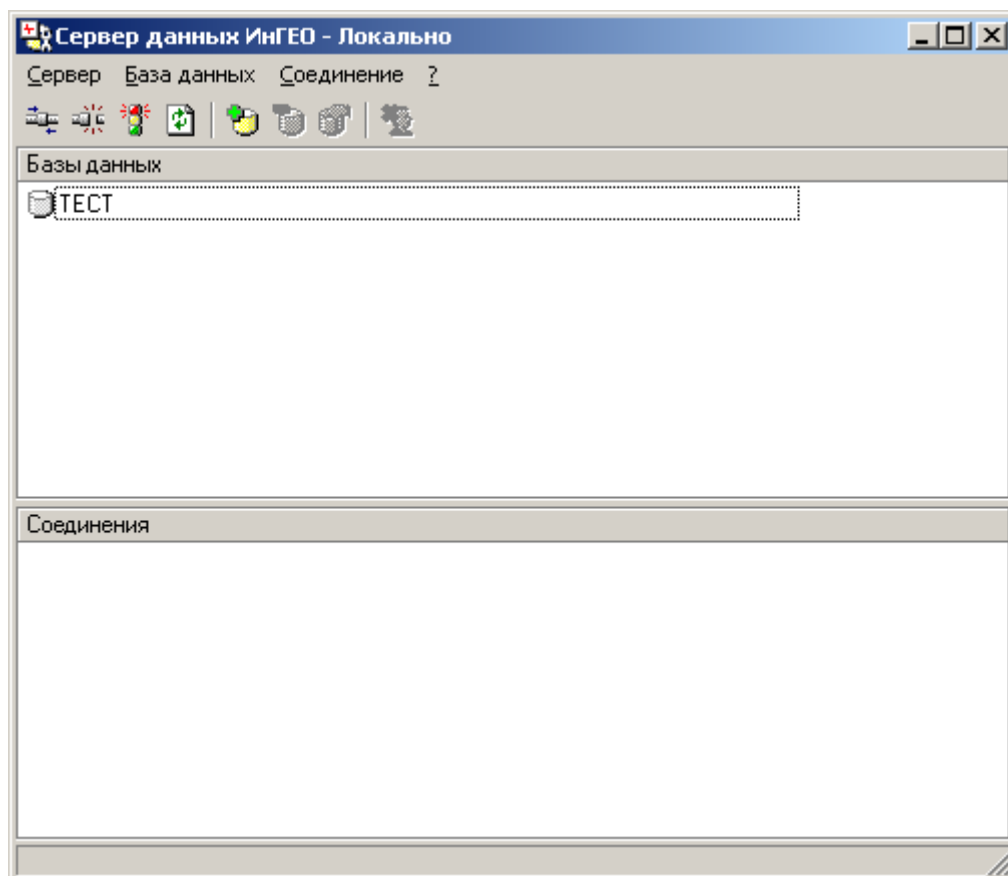 Сервер данных ИнГЕО - Локально
Сервер База данных Соединение ?
Базы данных
ТЕСТ
Соединения